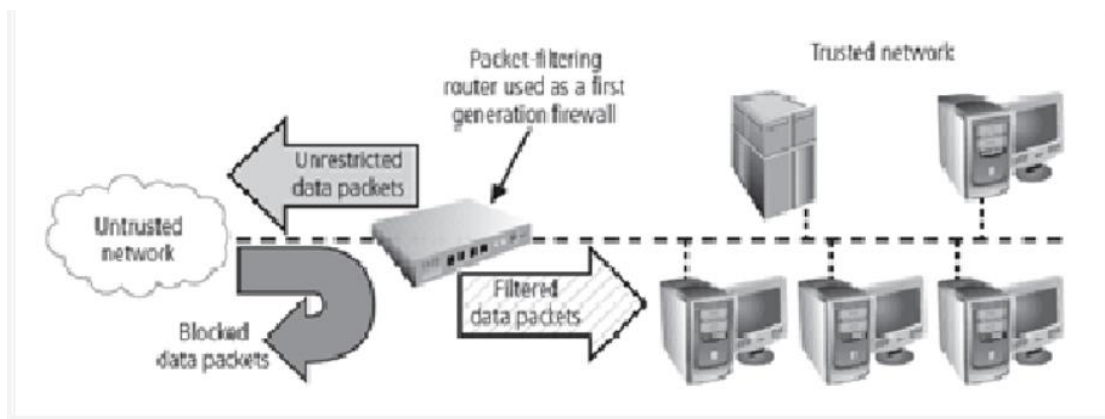 Packet-filtering
router used as a first
generation firewall
Trusted network
Unrestricted
data packets
Untrusted
network
Filtered
data packets
Blocked
data packets